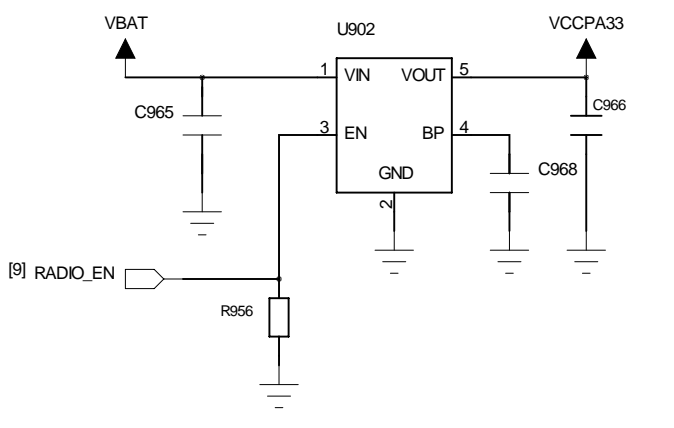 VBAT
VCCPA33
U902
1 VIN VOUT 5
C965
C966
3 EN BP 4
GND
C968
2
[9] RADIO_EN
R956